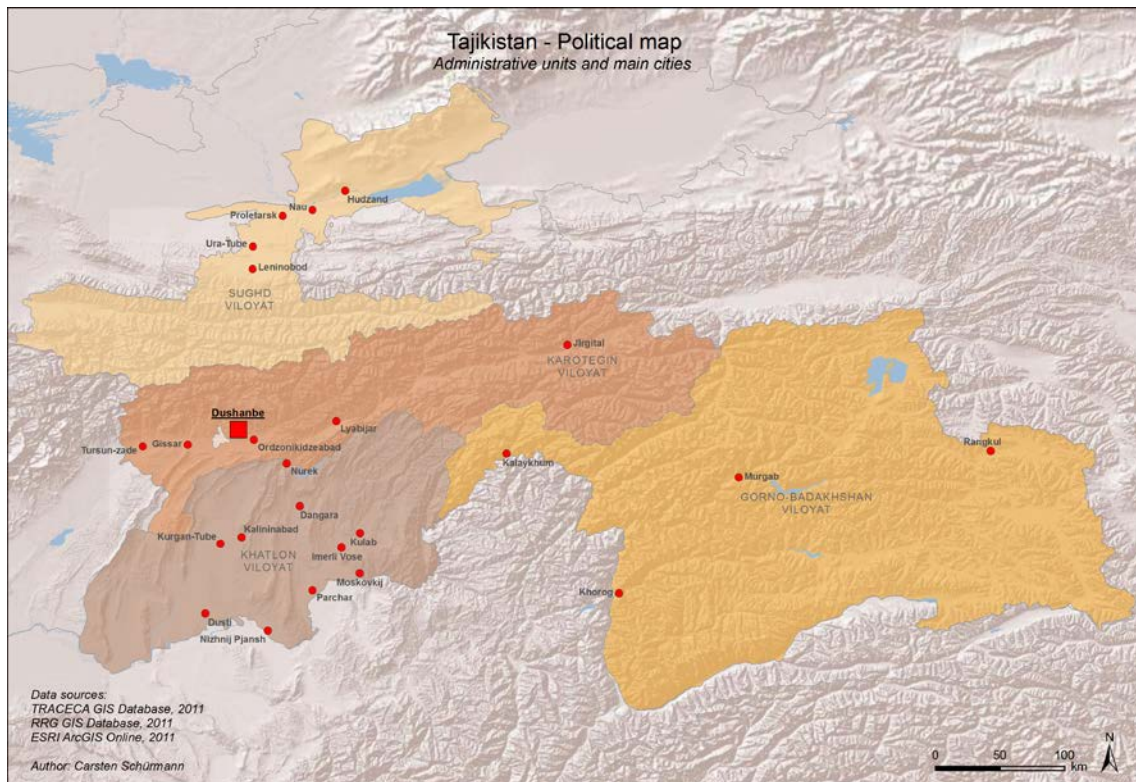 Tajikistan - Political map
Administrative units and main cities
Hudzand
Nau
Proletarsk
Ura-Tube
Leninobod
SUGHD
VILOYAT
Jirgital
KAROTEGIN
VILOYAT
Dushanbe
Lyabijar
Tursun-zade
Gissar
Ordzonikidzeabad
Nurek
Kalaykhum
Rangkul
Murgab
GORNO-BADAKHSHAN
VILOYAT
Dangara
Kalininabad
Kurgan-Tube
Kulab
Imerli Vose
KHATLON
VILOYAT
Moskovkij
Parchar
Khorog
Dusti
Nizhnij Pjansh
Data sources:
TRACECA GIS Database, 2011
RRG GIS Database, 2011
ESRI ArcGIS Online, 2011
Author: Carsten Schürmann
0 50 100
km
N